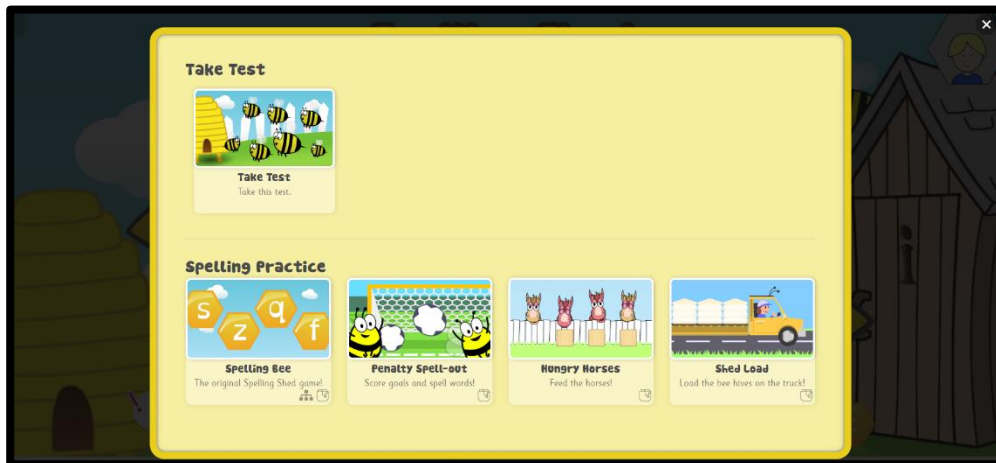 Take Test
Take Test
Take this test.
Spelling Practice
s z q f
Spelling Bee
The original Spelling Shed game!
Penalty Spell-out
Score goals and spell words!
Hungry Horses
Feed the horses!
Shed Load
Load the bee hives on the truck!